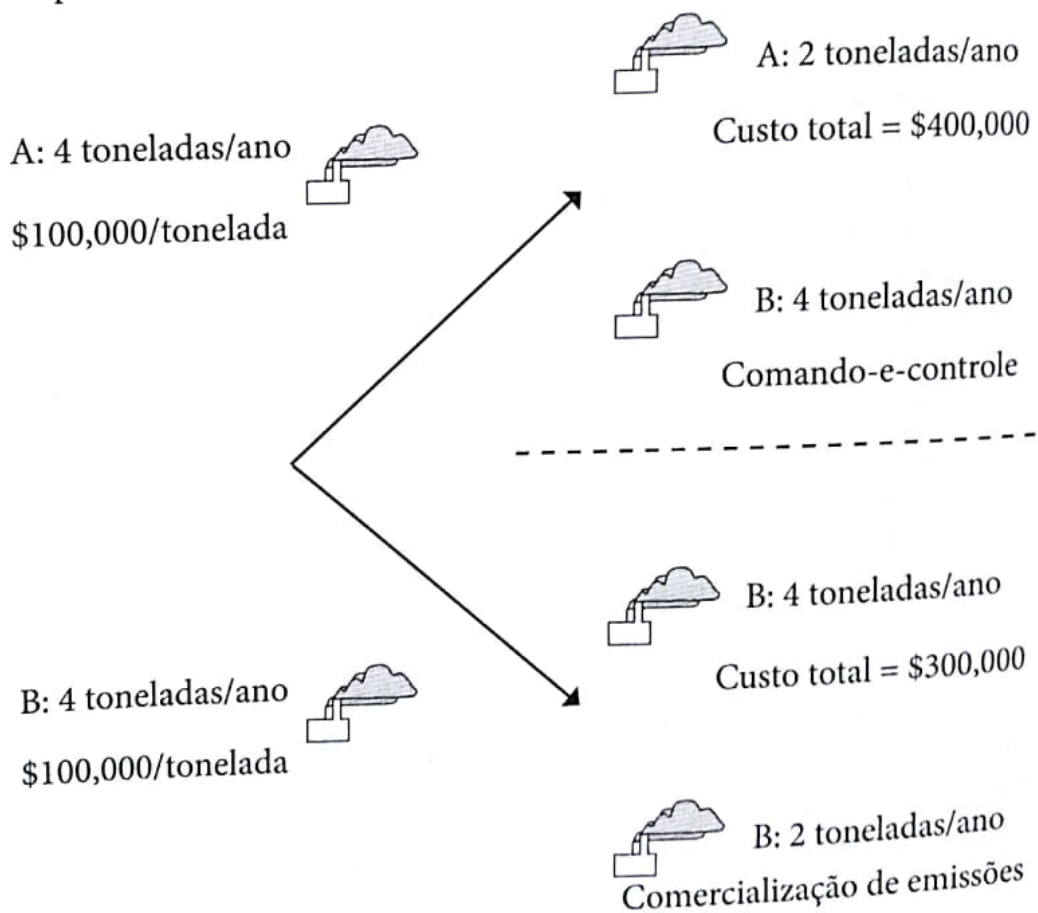 A: 4 toneladas/ano
$100,000/tonelada
A: 2 toneladas/ano
Custo total = $400,000
B: 4 toneladas/ano
Comando-e-controle
B: 4 toneladas/ano
$100,000/tonelada
B: 4 toneladas/ano
Custo total = $300,000
B: 2 toneladas/ano
Comercialização de emissões